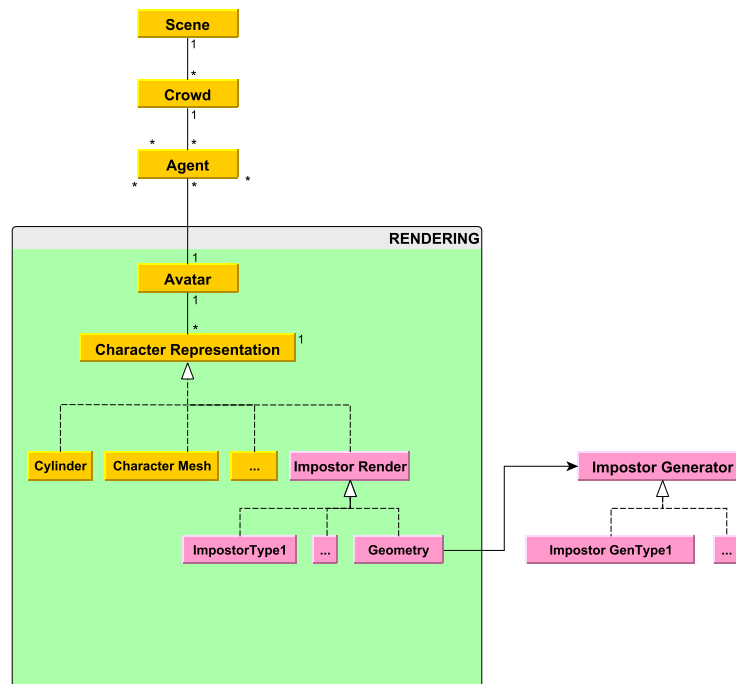 Scene
1
*
Crowd
1
* *
Agent
* * *
RENDERING
1
Avatar
1
*
Character Representation 1
Cylinder Character Mesh ... Impostor Render Impostor Generator
ImpostorType1 ... Geometry Impostor GenType1 ...